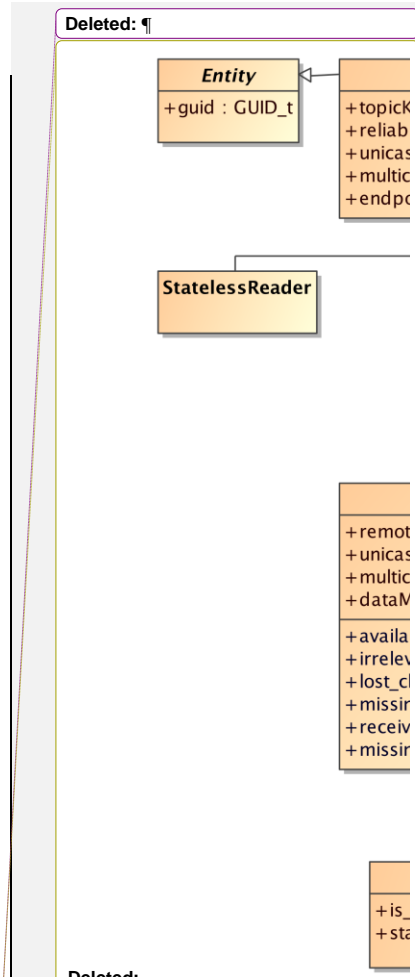 Deleted: ¶
Entity
+guid : GUID_t
+topicK
+reliab
+unicas
+multic
+endpo
StatelessReader
+remot
+unicas
+multic
+dataM
+availa
+irrelev
+lost_cl
+missin
+receiv
+missin
+is_
+sta
Deleted: